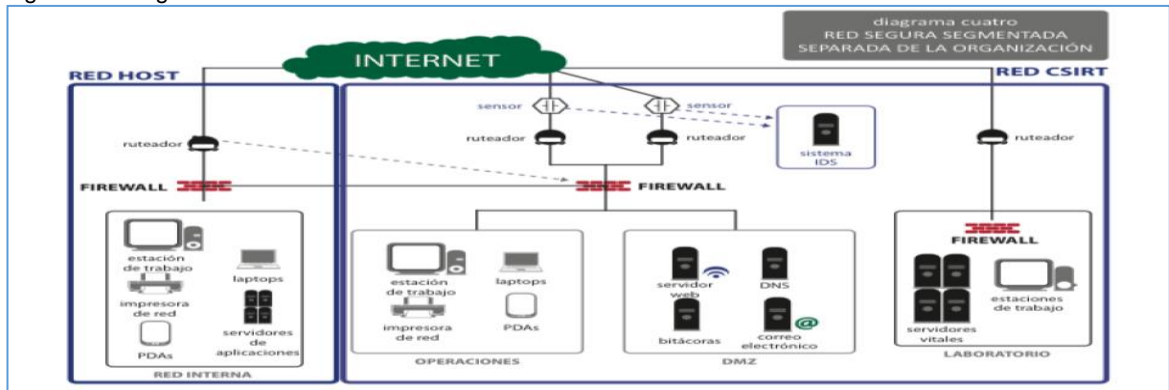 diagrama cuatro
RED SEGURA SEGMENTADA
SEPARADA DE LA ORGANIZACIÓN
INTERNET
RED HOST
RED CSIRT
sensor
sensor
ruteador
ruteador
ruteador
ruteador
sistema
IDS
FIREWALL
FIREWALL
FIREWALL
estación
de trabajo
laptops
impresora
de red
servidores
de
aplicaciones
PDAs
RED INTERNA
estación
de trabajo
laptops
impresora
de red
PDAs
OPERACIONES
servidor
web
DNS
bitácoras
@
correo
electrónico
DMZ
estaciones
de trabajo
servidores
vitales
LABORATORIO